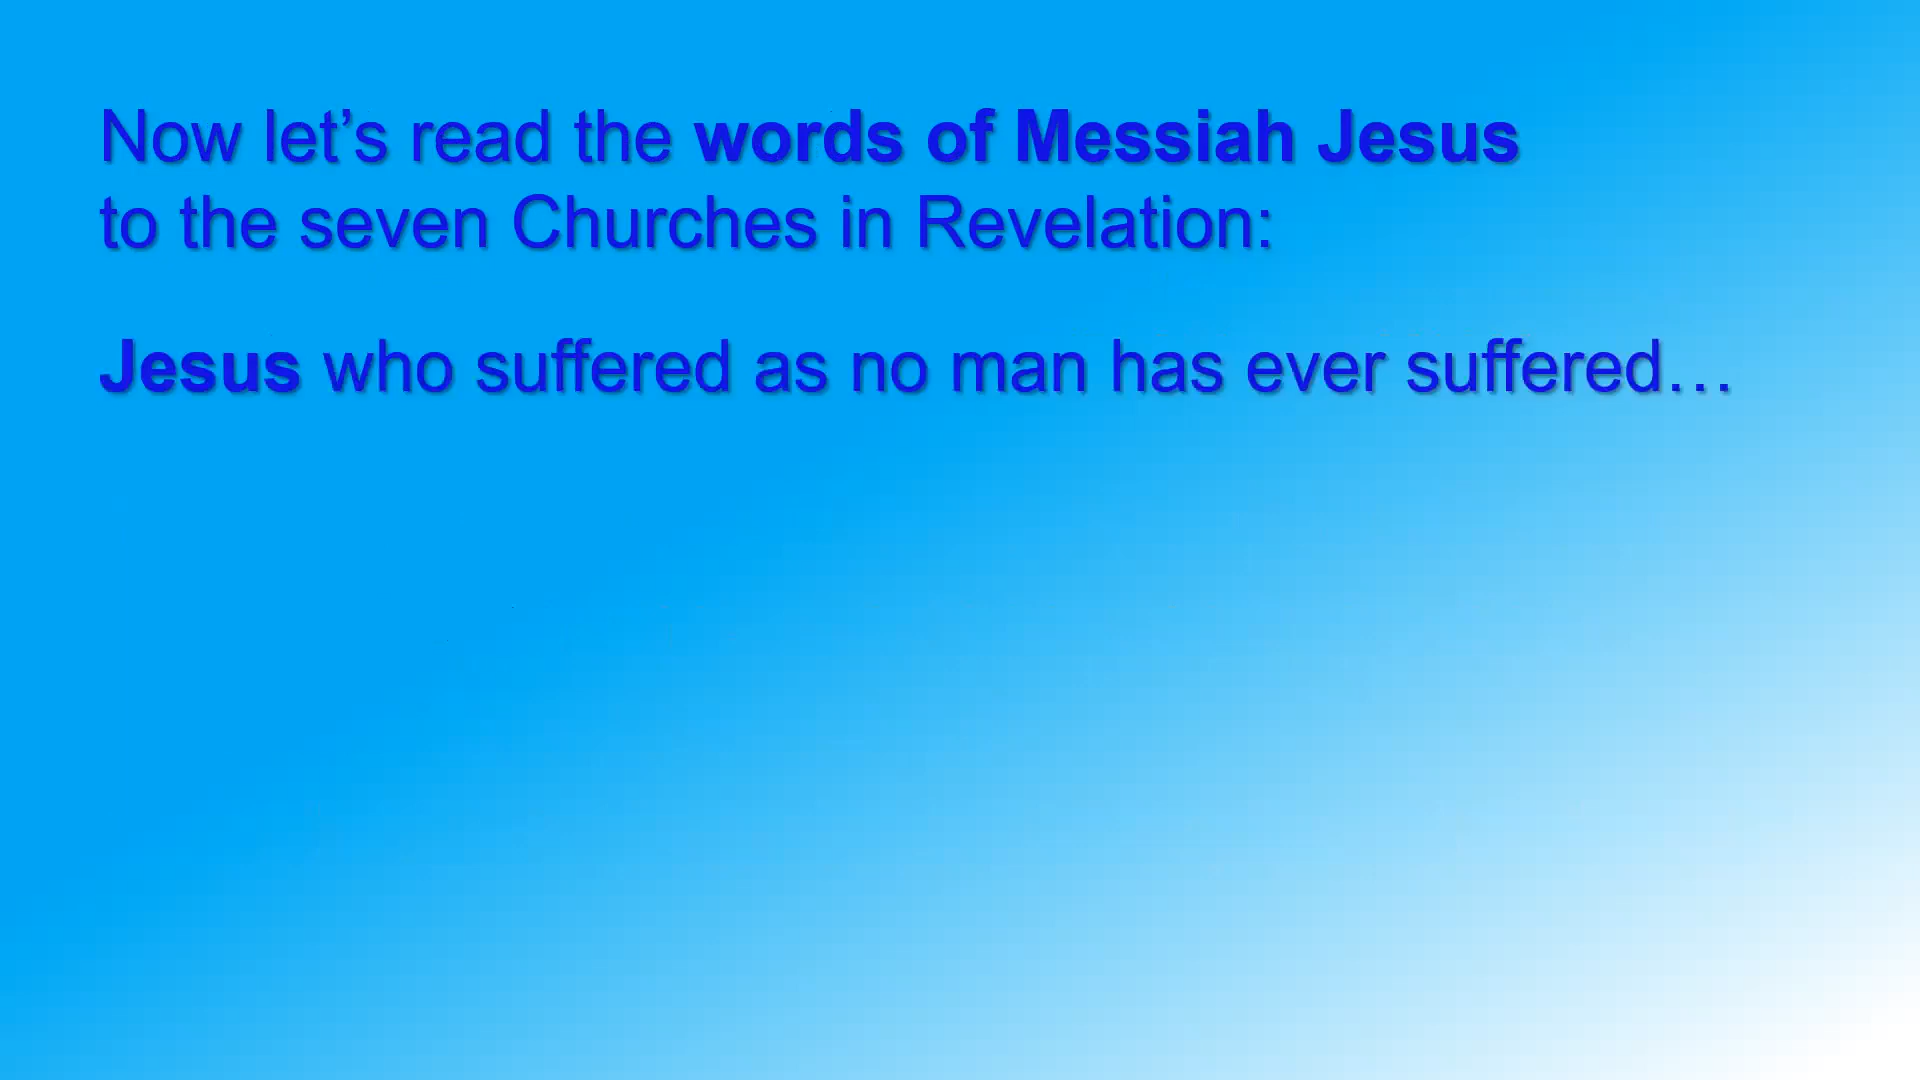 Now let’s read the words of Messiah Jesus
to the seven Churches in Revelation:
Jesus who suffered as no man has ever suffered…